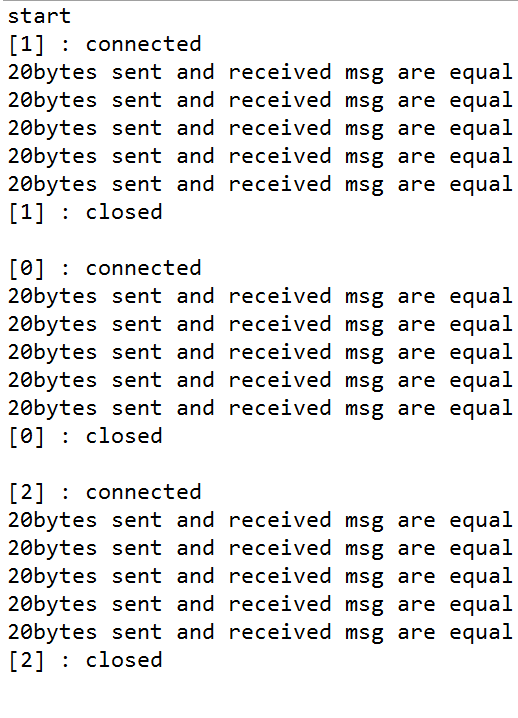 start
[1] : connected
20bytes sent and received msg are equal
20bytes sent and received msg are equal
20bytes sent and received msg are equal
20bytes sent and received msg are equal
20bytes sent and received msg are equal
[1] : closed

[0] : connected
20bytes sent and received msg are equal
20bytes sent and received msg are equal
20bytes sent and received msg are equal
20bytes sent and received msg are equal
20bytes sent and received msg are equal
[0] : closed

[2] : connected
20bytes sent and received msg are equal
20bytes sent and received msg are equal
20bytes sent and received msg are equal
20bytes sent and received msg are equal
20bytes sent and received msg are equal
[2] : closed